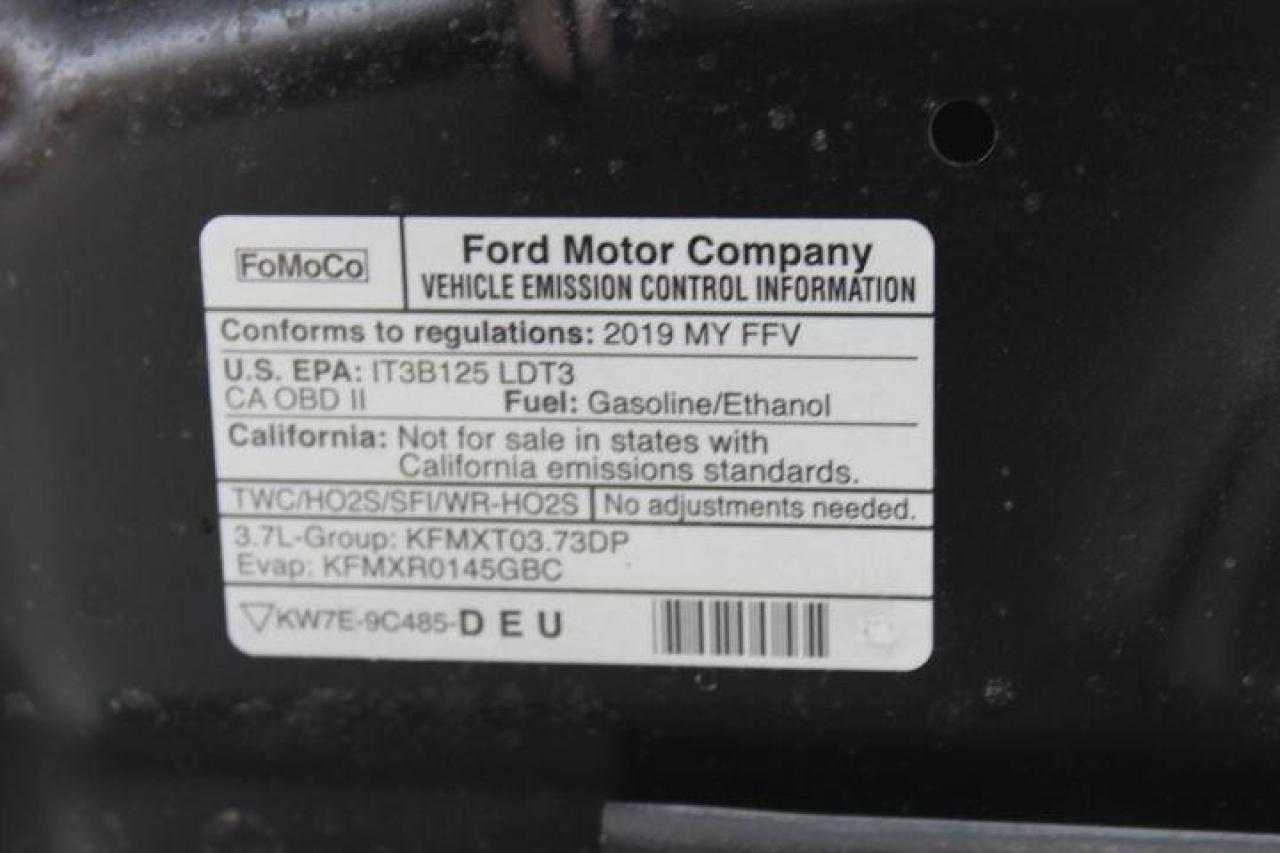 FoMoCo
Ford Motor Company
VEHICLE EMISSION CONTROL INFORMATION
Conforms to regulations: 2019 MY FFV
U.S. EPA: IT3B125 LDT3
CA OBD II Fuel: Gasoline/Ethanol
California: Not for sale in states with
California emissions standards.
TWC/HO2S/SFI/WR-HO2S No adjustments needed.
3.7L-Group: KFMXT03.73DP
Evap: KFMXR0145GBC
KW7E-9C485-D E U